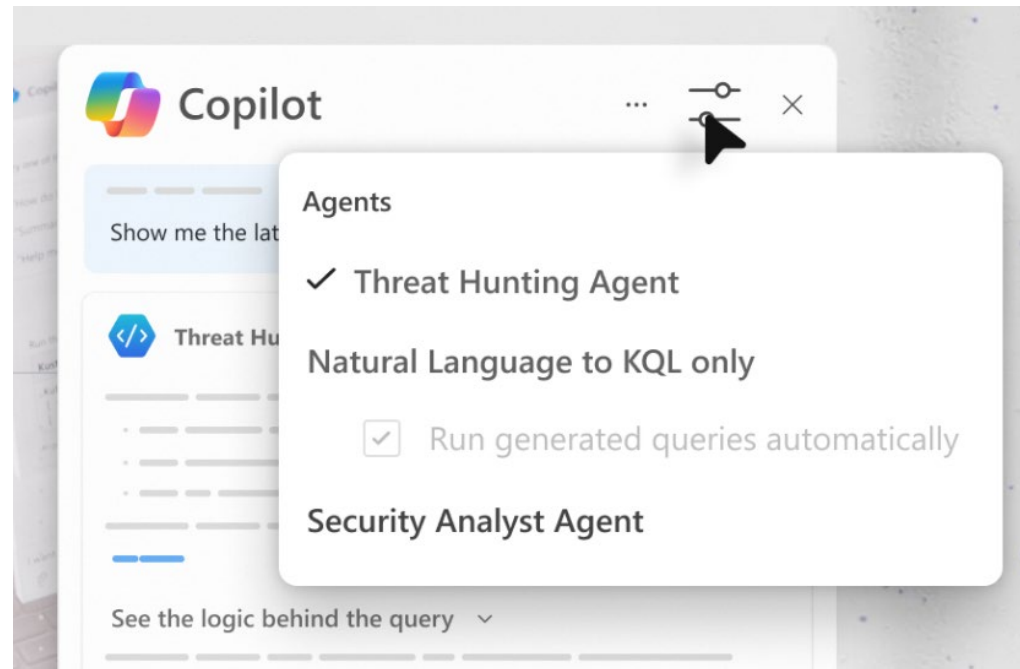 Copilot
Agents
Show me the lat
Threat Hunting Agent
Threat Hu
Natural Language to KQL only
Run generated queries automatically
Security Analyst Agent
See the logic behind the query